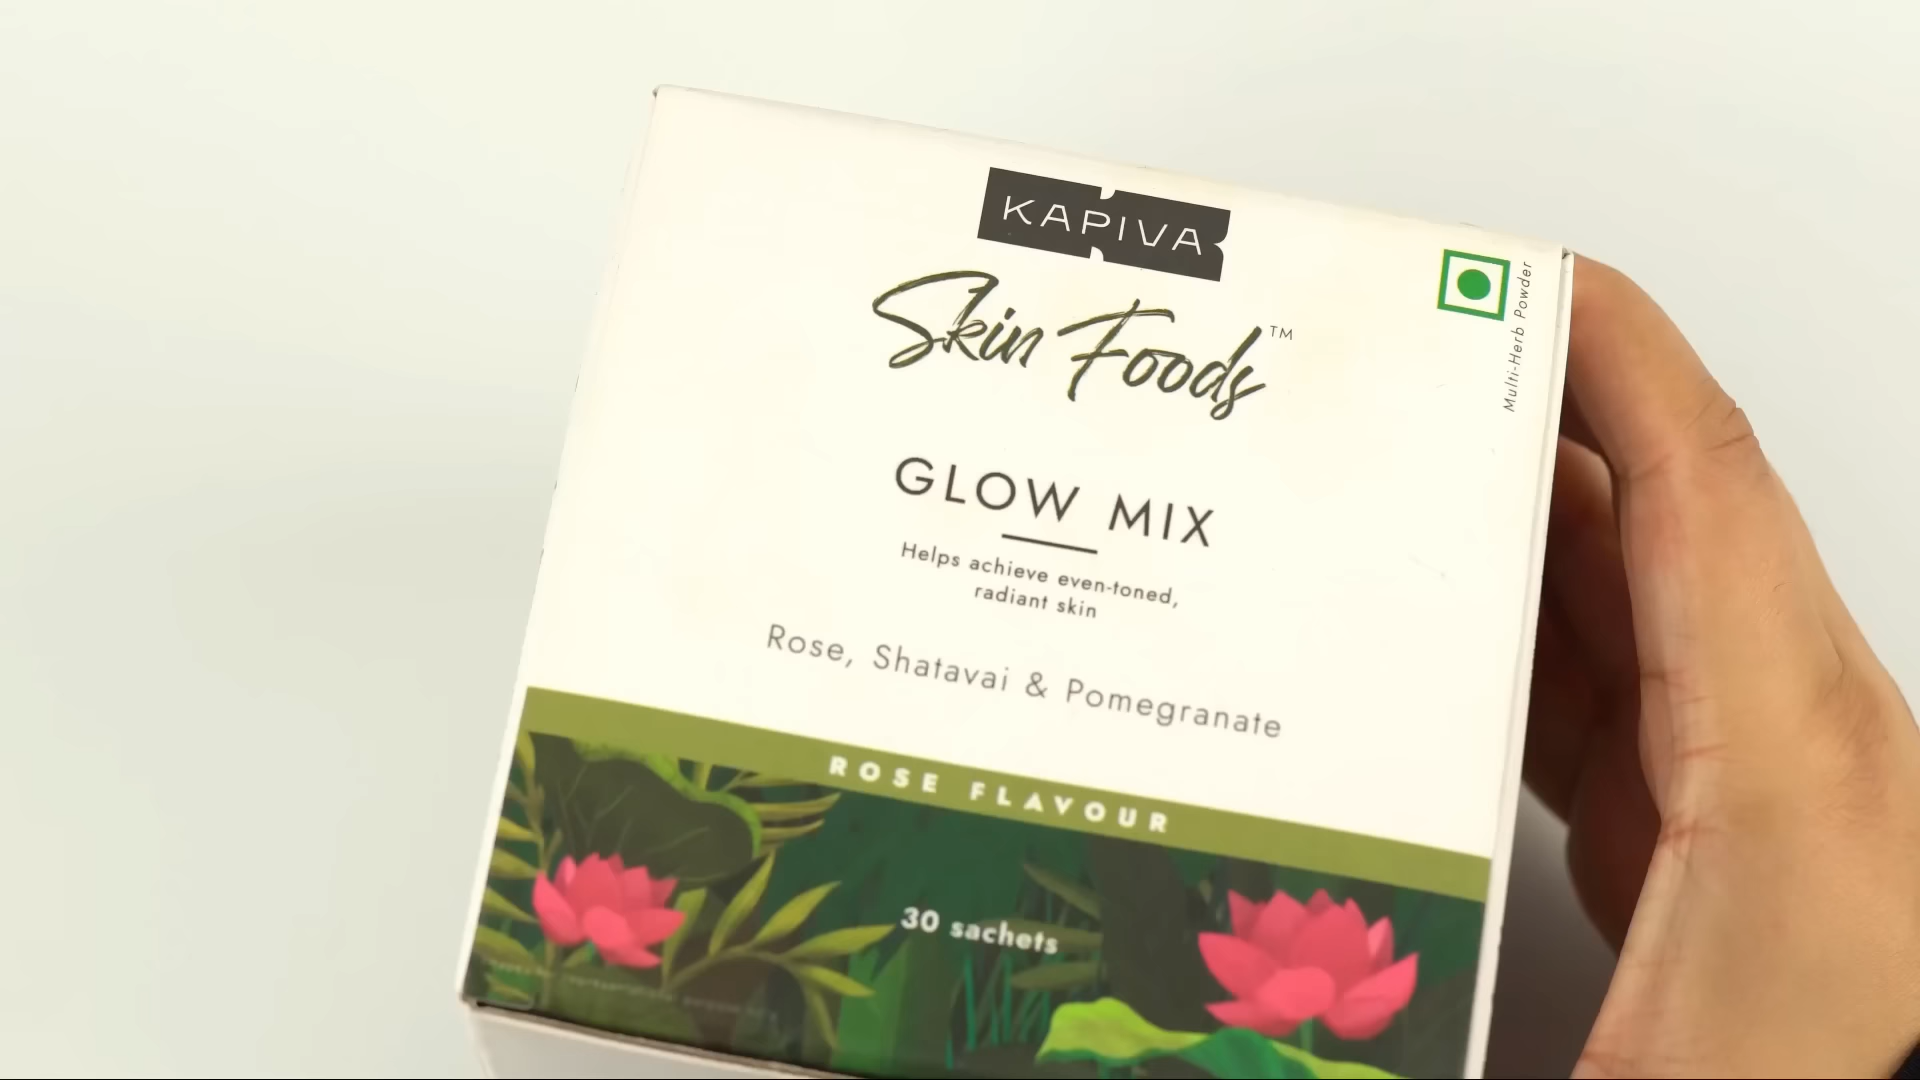 KAPIVA
Skin Foods™
Multi-Herb Powder
GLOW MIX
Helps achieve even-toned,
radiant skin
Rose, Shatavai & Pomegranate
ROSE FLAVOUR
30 sachets